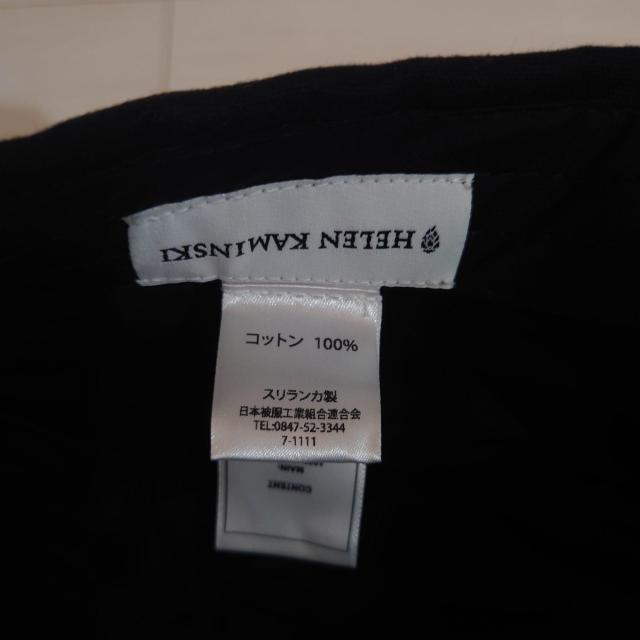 HELEN KAMINSKI
コットン 100%
スリランカ製
日本被服工業組合連合会
TEL:0847-52-3344
7-1111
MAIN
CONTENT